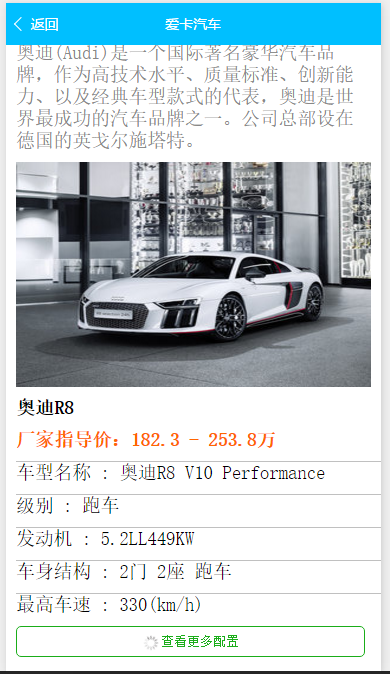 返回
爱卡汽车
奥迪(Audi)是一个国际著名豪华汽车品
牌，作为高技术水平、质量标准、创新能
力、以及经典车型款式的代表，奥迪是世
界最成功的汽车品牌之一。公司总部设在
德国的英戈尔施塔特。
奥迪R8
厂家指导价：182.3 - 253.8万
车型名称 : 奥迪R8 V10 Performance
级别 : 跑车
发动机 : 5.2LL449KW
车身结构 : 2门 2座 跑车
最高车速 : 330(km/h)
查看更多配置